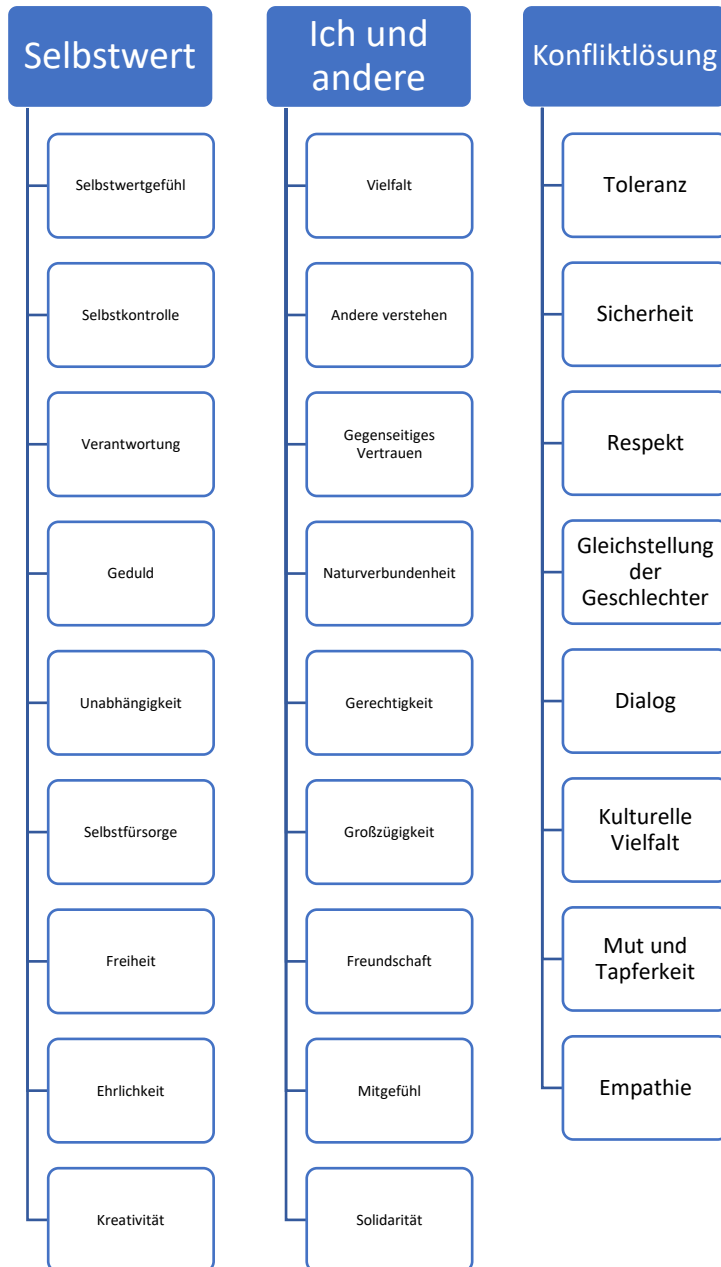 Selbstwert
Selbstwertgefühl
Selbstkontrolle
Verantwortung
Geduld
Unabhängigkeit
Selbstfürsorge
Freiheit
Ehrlichkeit
Kreativität
Ich und
andere
Vielfalt
Andere verstehen
Gegenseitiges
Vertrauen
Naturverbundenheit
Gerechtigkeit
Großzügigkeit
Freundschaft
Mitgefühl
Solidarität
Konfliktlösung
Toleranz
Sicherheit
Respekt
Gleichstellung
der
Geschlechter
Dialog
Kulturelle
Vielfalt
Mut und
Tapferkeit
Empathie